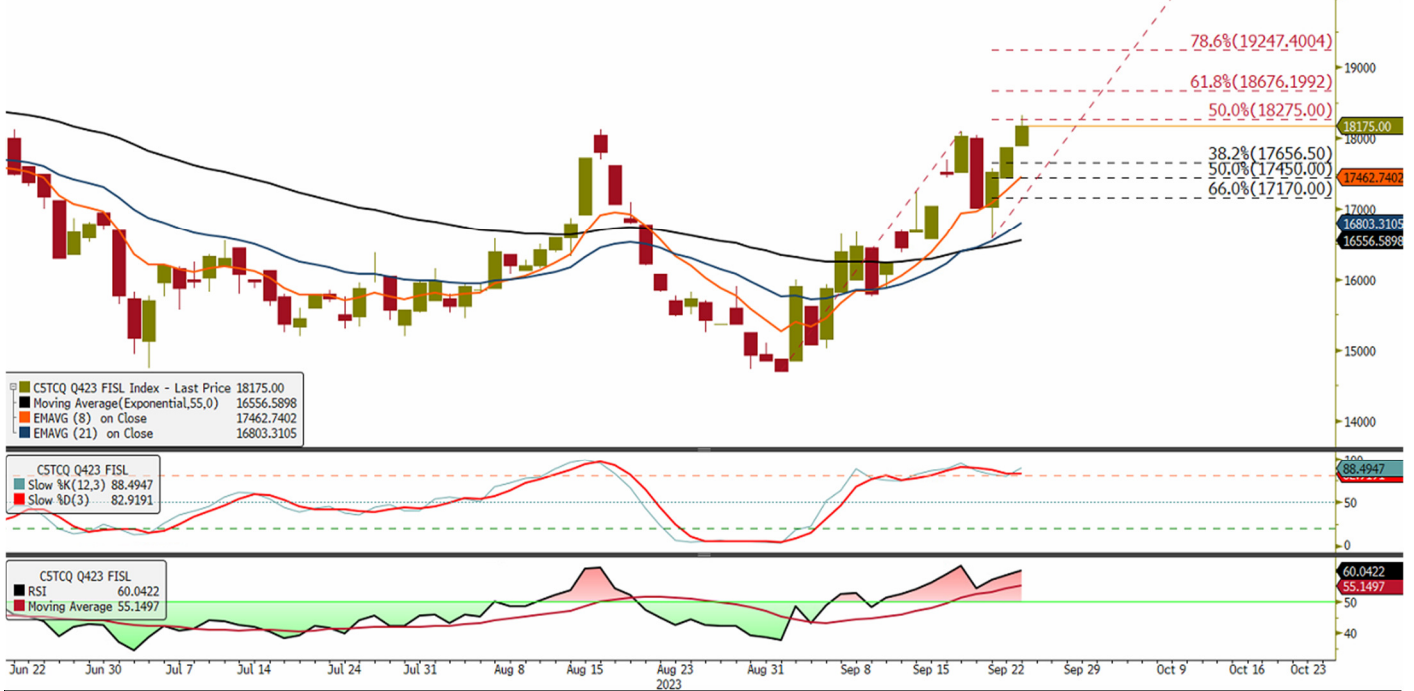 78.6%(19247.4004)
19000
61.8%(18676.1992)
50.0%(18275.00)
18175.00
18000
38.2%(17656.50)
50.0%(17450.00)
17462.7402
66.0%(17170.00)
17000
16803.3105
16556.5898
16000
15000
C5TCQ Q423 FISL Index - Last Price 18175.00
Moving Average(Exponential,55,0) 16556.5898
EMAVG (8) on Close 17462.7402
EMAVG (21) on Close 16803.3105
14000
100
C5TCQ Q423 FISL
88.4947
Slow %K(12,3) 88.4947
Slow %D(3) 82.9191
50
0
C5TCQ Q423 FISL
60.0422
RSI 60.0422
55.1497
Moving Average 55.1497
50
40
Jun 22 Jun 30 Jul 7 Jul 14 Jul 24 Jul 31 Aug 8 Aug 15 Aug 23 Aug 31 Sep 8 Sep 15 Sep 22 Sep 29 Oct 9 Oct 16 Oct 23
2023